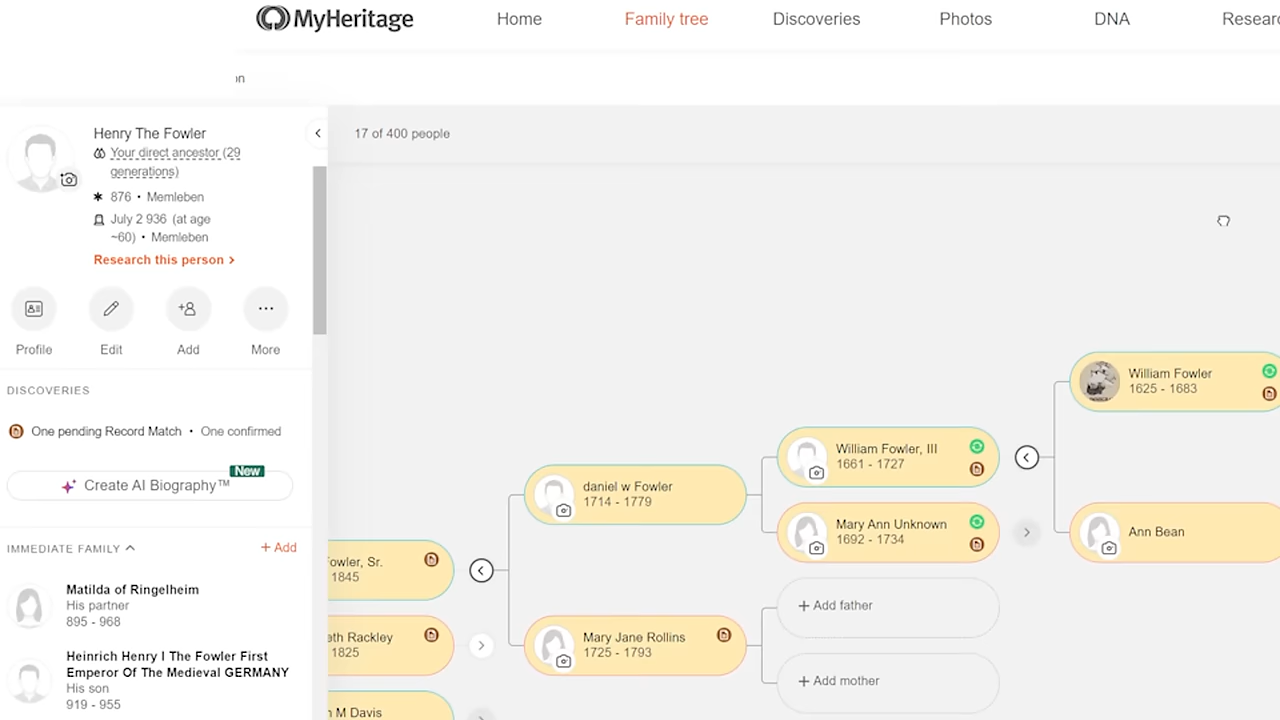 MyHeritage
Home
Family tree
Discoveries
Photos
DNA
Resear
on
Henry The Fowler
Your direct ancestor (29
generations)
876 • Memleben
July 2 936 (at age
~60) • Memleben
Research this person >
Profile
Edit
Add
More
DISCOVERIES
One pending Record Match • One confirmed
New
Create AI Biography™
IMMEDIATE FAMILY
+ Add
Matilda of Ringelheim
His partner
895 - 968
Heinrich Henry I The Fowler First
Emperor Of The Medieval GERMANY
His son
919 - 955
17 of 400 people
William Fowler
1625 - 1683
William Fowler, III
1661 - 1727
daniel w Fowler
1714 - 1779
Mary Ann Unknown
1692 - 1734
Ann Bean
owler, Sr.
1845
+ Add father
eth Rackley
1825
Mary Jane Rollins
1725 - 1793
+ Add mother
M Davis